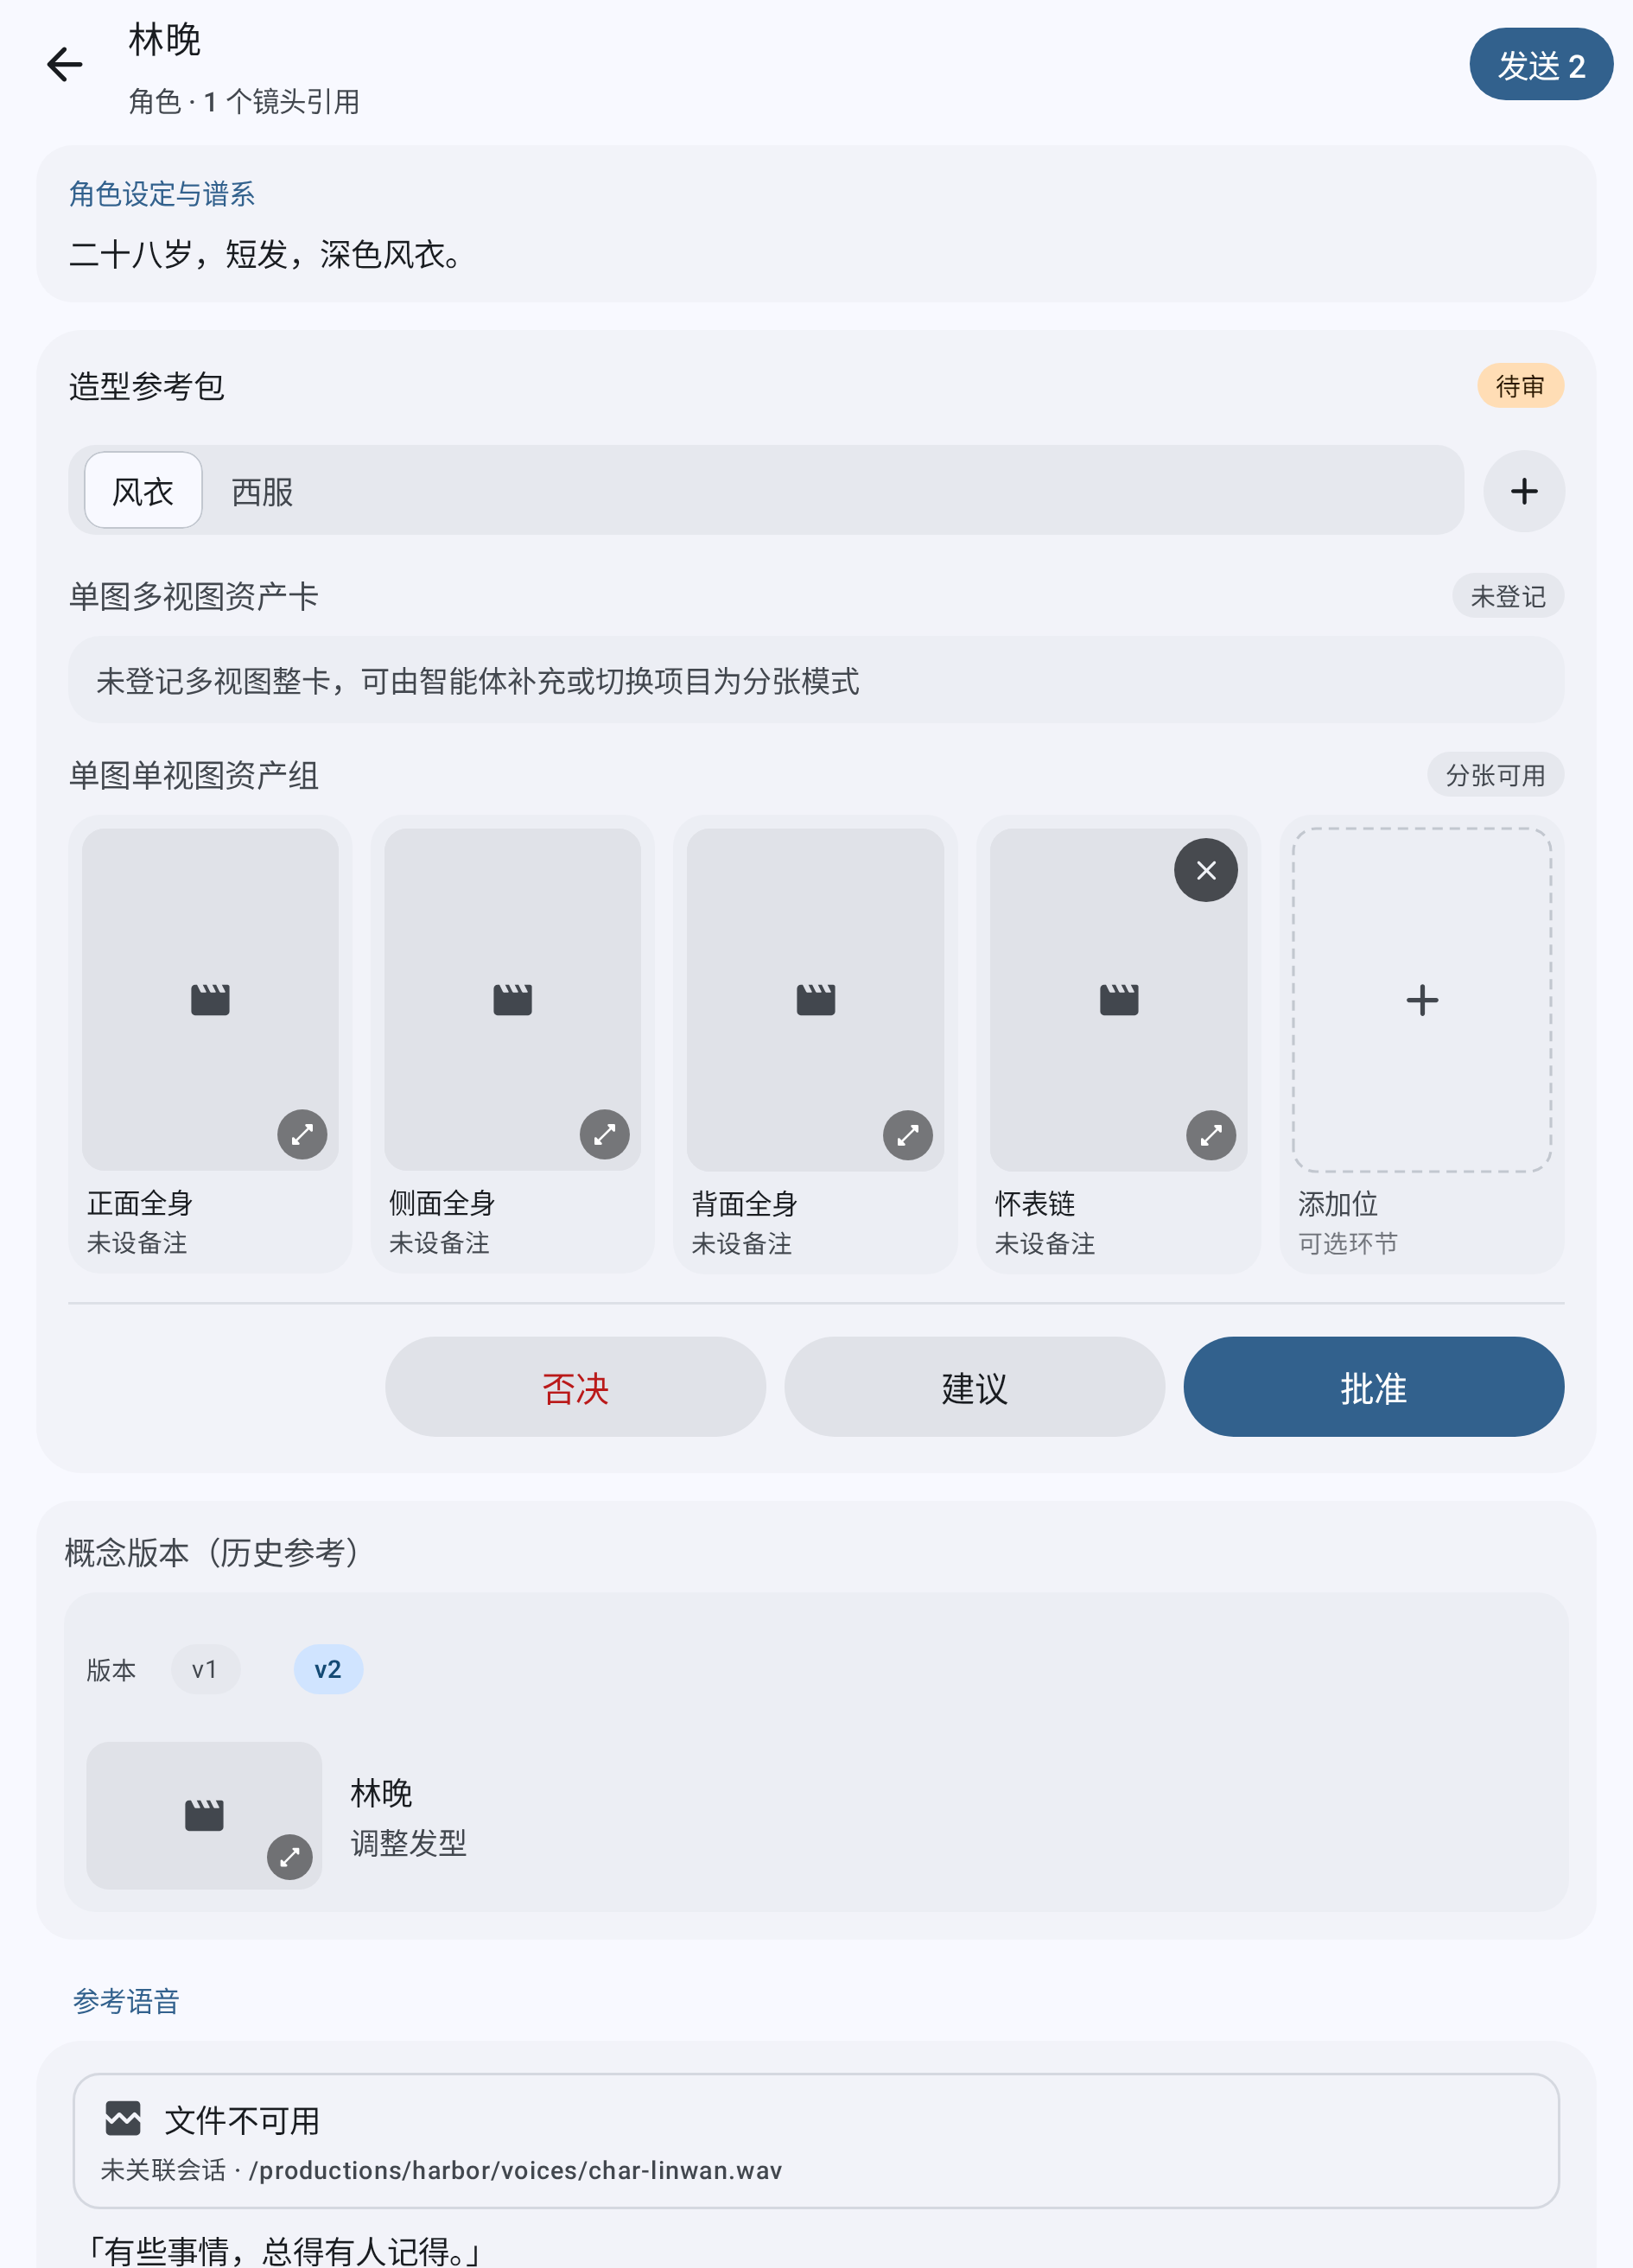 林晚
发送 2
角色 · 1 个镜头引用
角色设定与谱系
二十八岁，短发，深色风衣。
造型参考包
待审
风衣
西服
单图多视图资产卡
未登记
未登记多视图整卡，可由智能体补充或切换项目为分张模式
单图单视图资产组
分张可用
正面全身
未设备注
侧面全身
未设备注
背面全身
未设备注
怀表链
未设备注
添加位
可选环节
否决
建议
批准
概念版本（历史参考）
版本
v1
v2
林晚
调整发型
参考语音
文件不可用
未关联会话 · /productions/harbor/voices/char-linwan.wav
「有些事情，总得有人记得。」